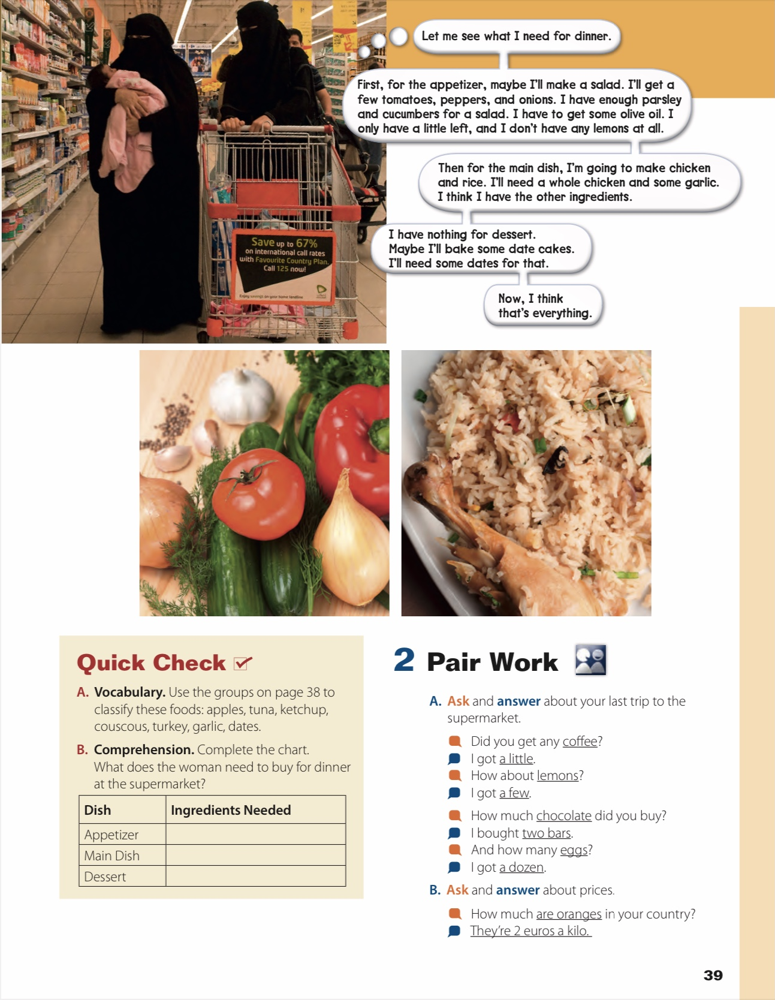 Let me see what I need for dinner.
First, for the appetizer, maybe I'll make a salad. I'll get a
few tomatoes, peppers, and onions. I have enough parsley
and cucumbers for a salad. I have to get some olive oil. I
only have a little left, and I don't have any lemons at all.
Then for the main dish, I'm going to make chicken
and rice. I'll need a whole chicken and some garlic.
I think I have the other ingredients.
I have nothing for dessert.
Maybe I'll bake some date cakes.
I'll need some dates for that.
Now, I think
that's everything.
Save up to 67%
on international call rates
with Favourite Country Plan.
Call 125 now!
Enjoy savings on your home landline
Quick Check
A. Vocabulary. Use the groups on page 38 to
classify these foods: apples, tuna, ketchup,
couscous, turkey, garlic, dates.
B. Comprehension. Complete the chart.
What does the woman need to buy for dinner
at the supermarket?
Dish Ingredients Needed
Appetizer
Main Dish
Dessert
2 Pair Work
A. Ask and answer about your last trip to the
supermarket.
Did you get any coffee?
I got a little.
How about lemons?
I got a few.
How much chocolate did you buy?
I bought two bars.
And how many eggs?
I got a dozen.
B. Ask and answer about prices.
How much are oranges in your country?
They're 2 euros a kilo.
39